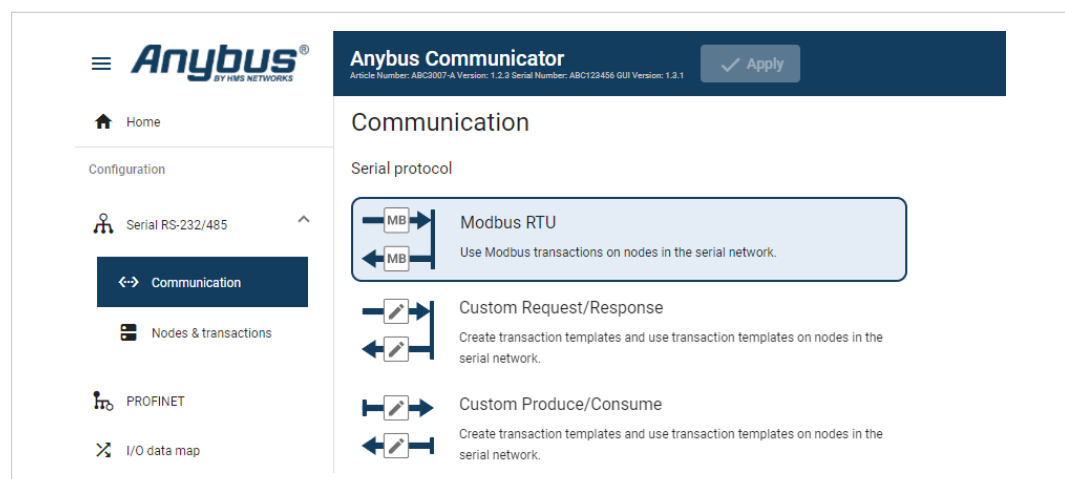 Anybus®
BY HMS NETWORKS
Anybus Communicator
Article Number: ABC3007-A Version: 1.2.3 Serial Number: ABC123456 GUI Version: 1.3.1
Apply
Home
Configuration
Serial RS-232/485
Communication
Nodes & transactions
PROFINET
I/O data map
Communication
Serial protocol
MB
MB
Modbus RTU
Use Modbus transactions on nodes in the serial network.
Custom Request/Response
Create transaction templates and use transaction templates on nodes in the
serial network.
Custom Produce/Consume
Create transaction templates and use transaction templates on nodes in the
serial network.